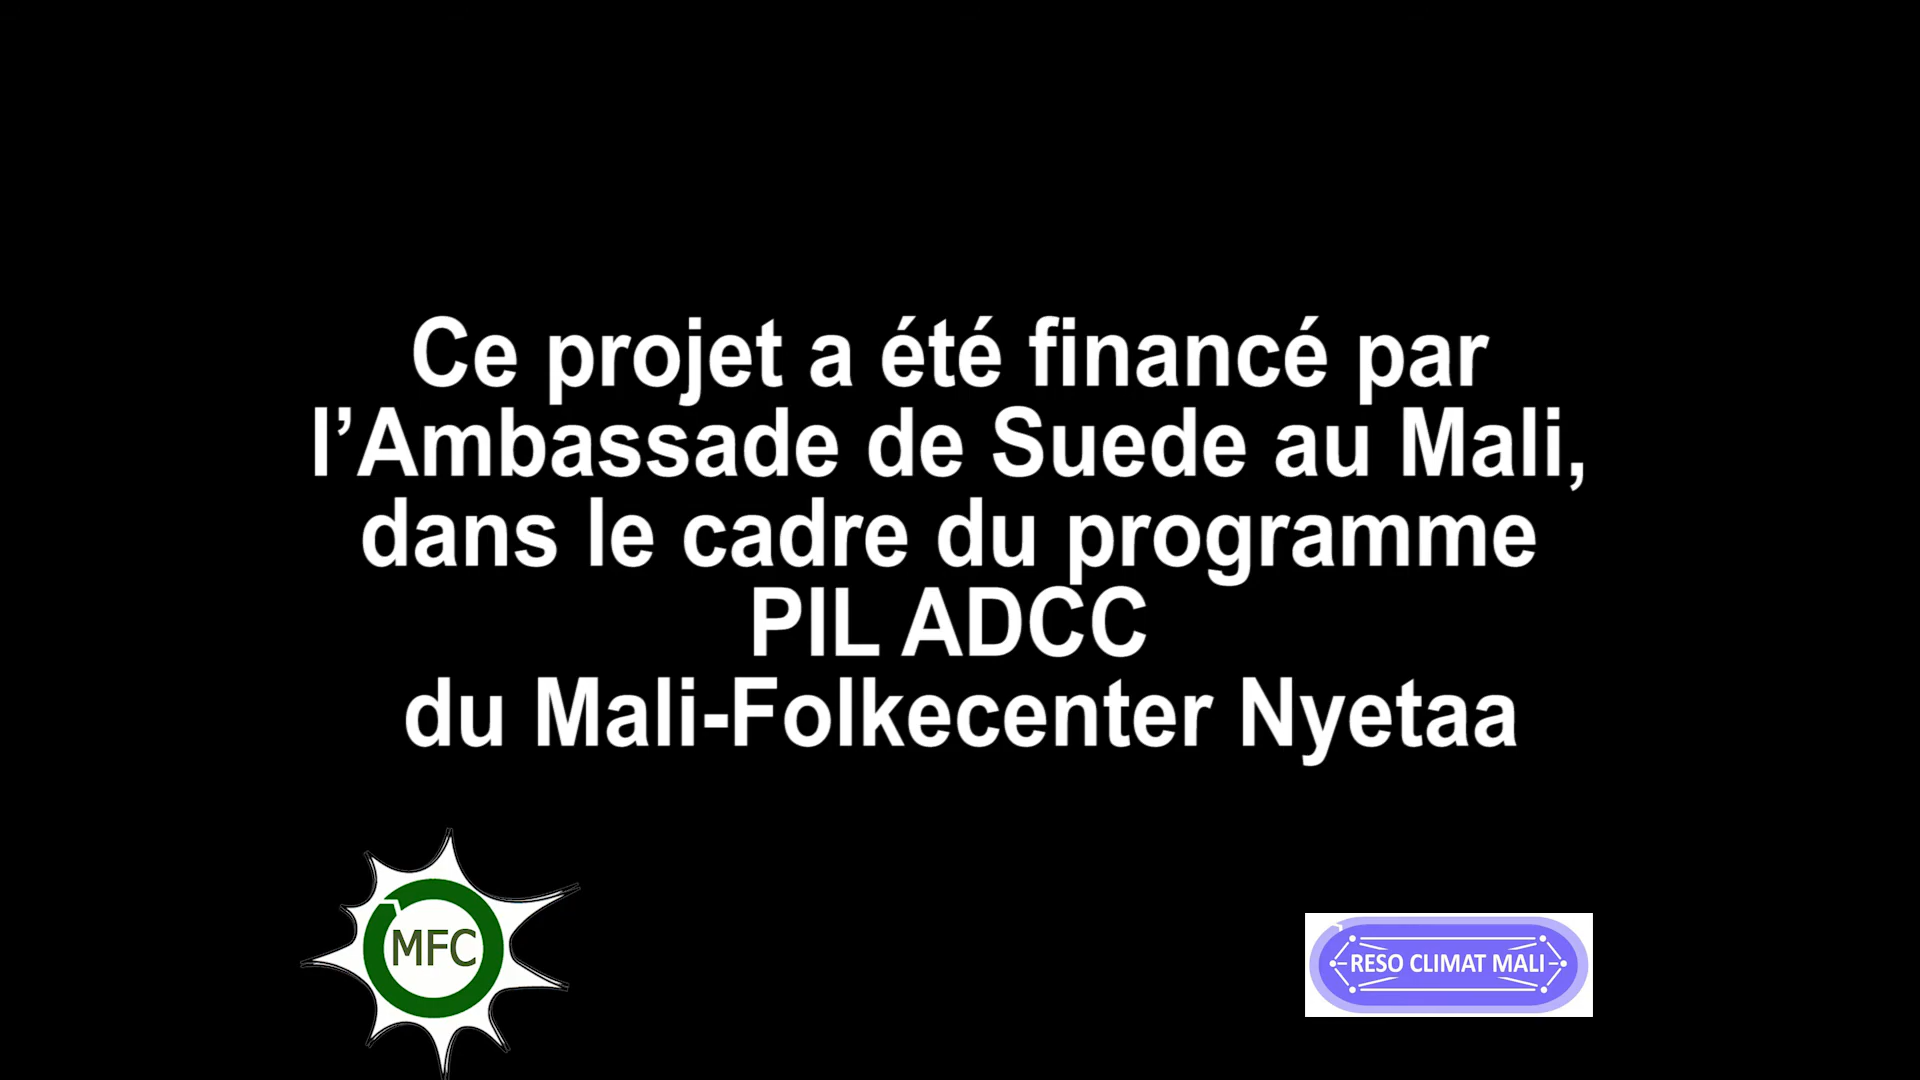 Ce projet a été financé par
l’Ambassade de Suede au Mali,
dans le cadre du programme
PIL ADCC
du Mali-Folkecenter Nyetaa
MFC
RESO CLIMAT MALI